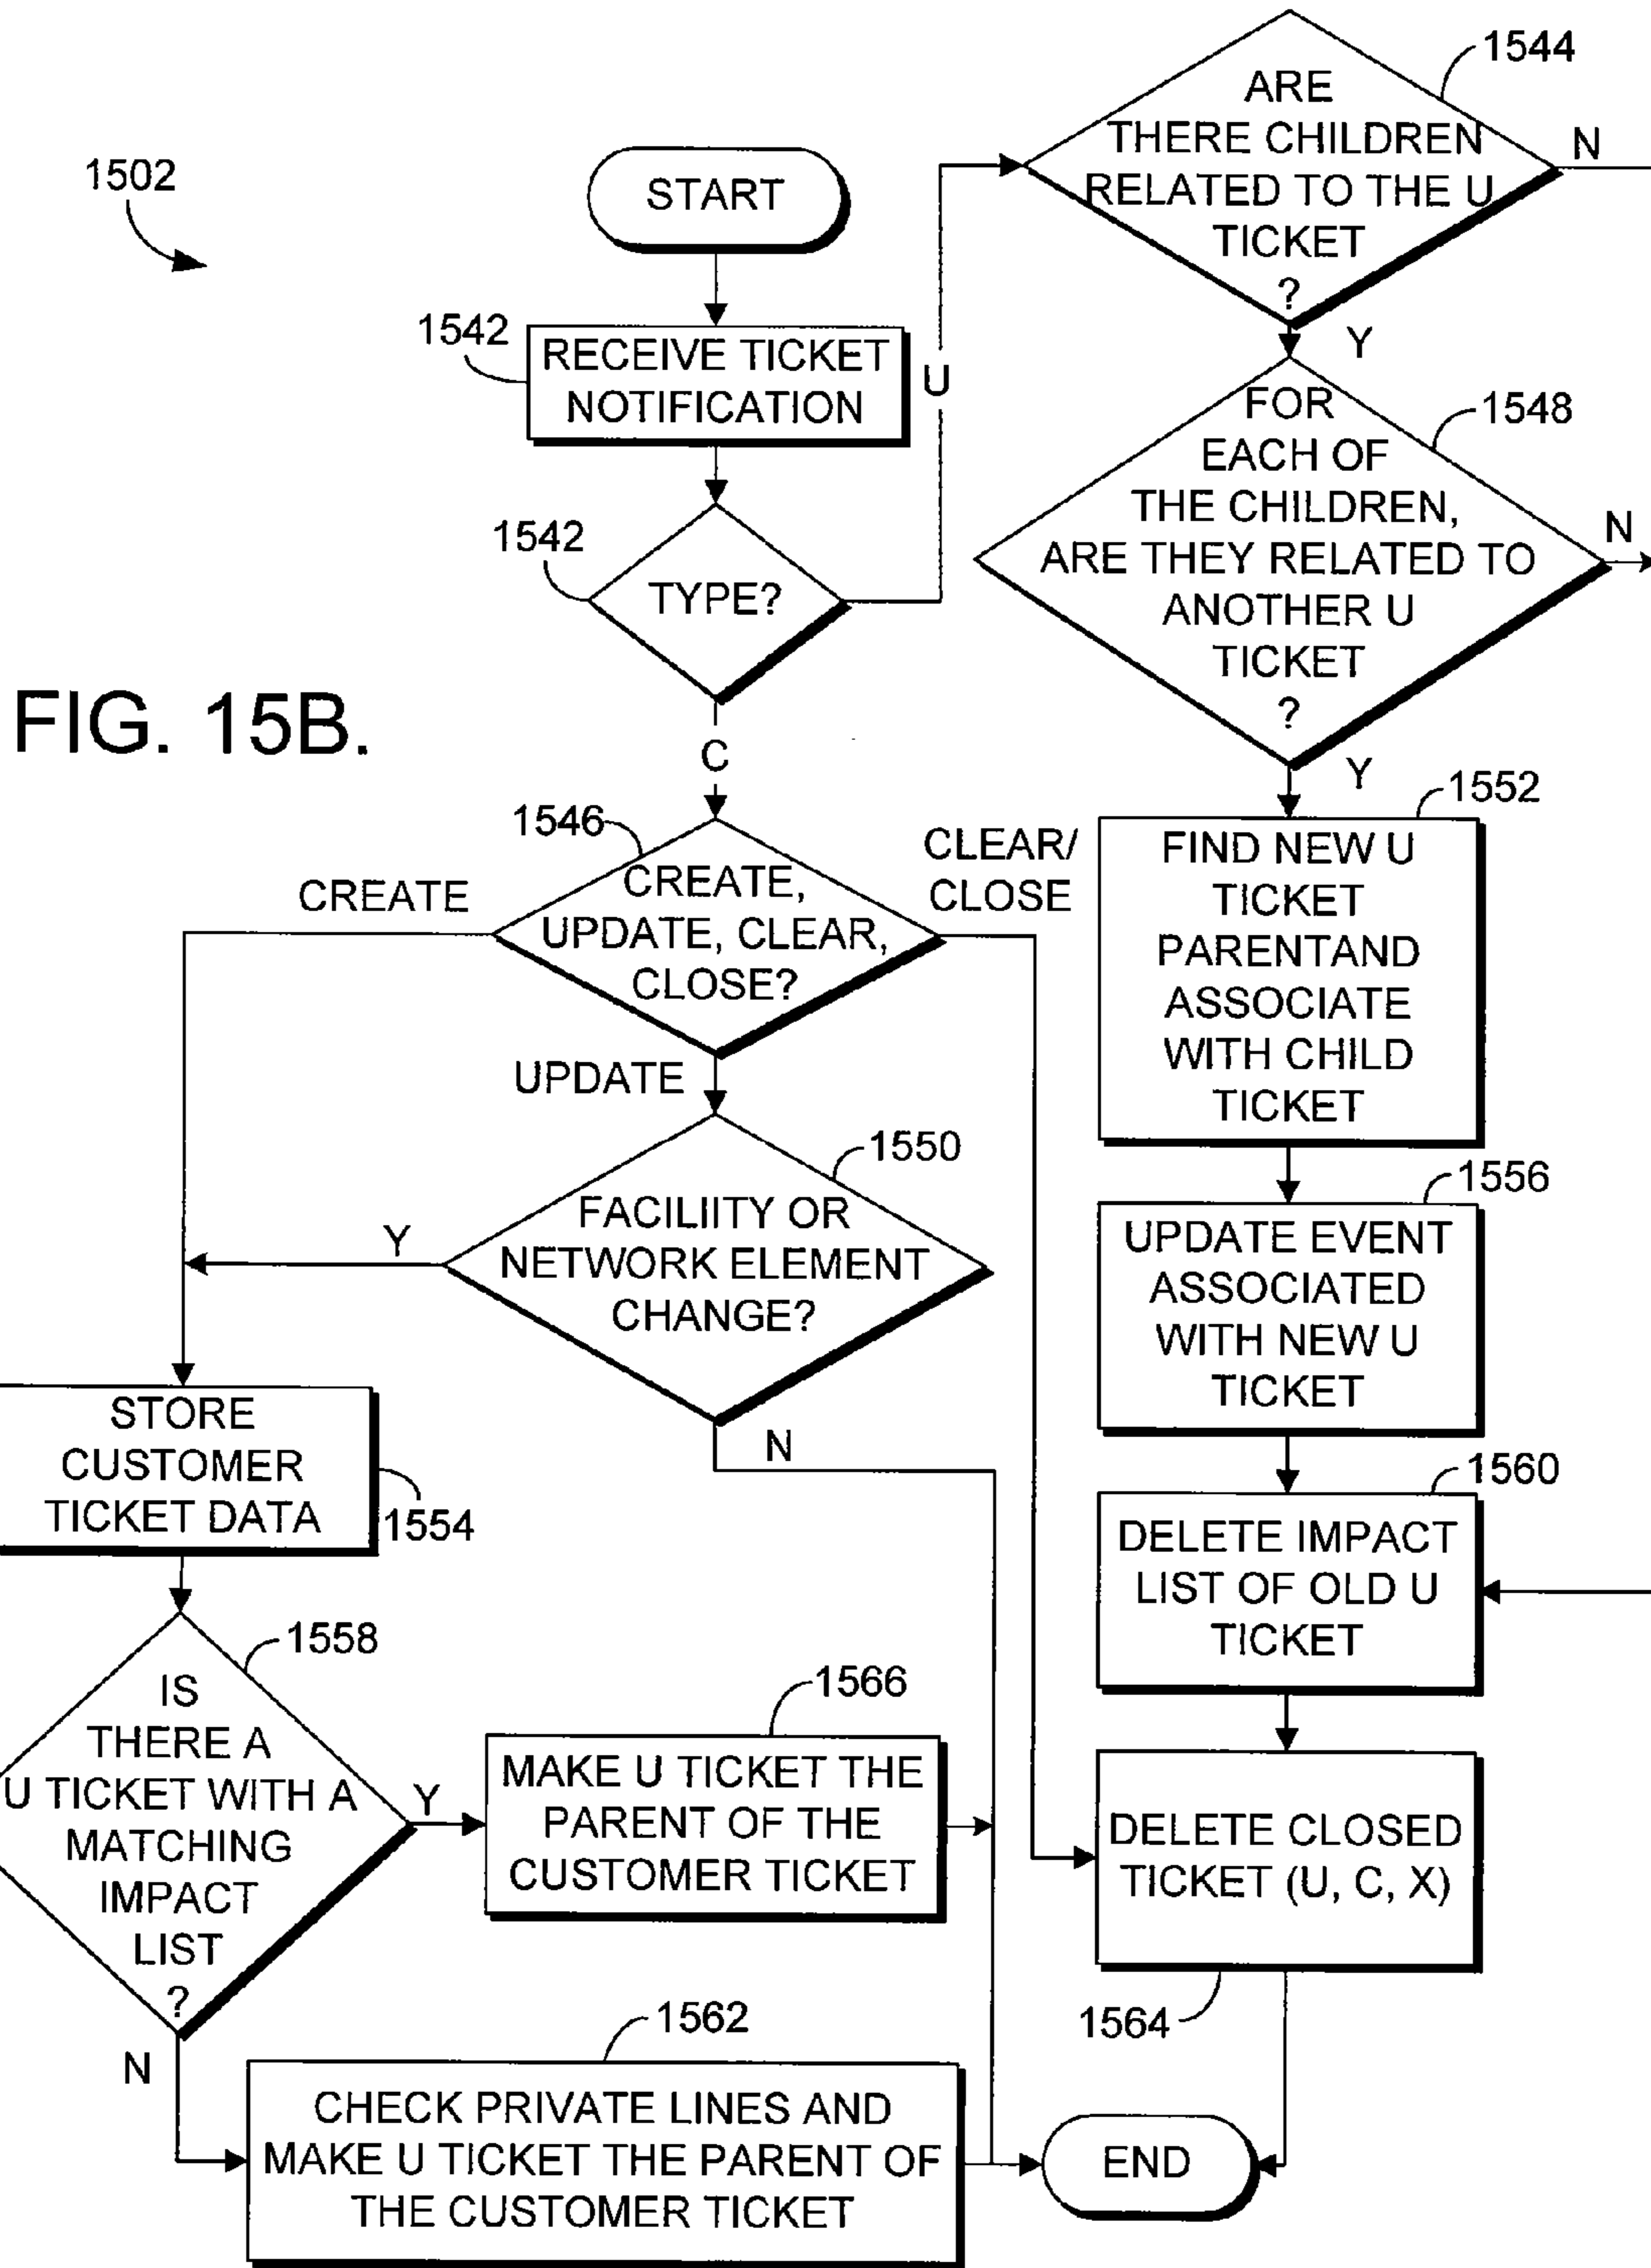 1502
START
1542
RECEIVE TICKET
NOTIFICATION
1542
TYPE?
U
C
1544
ARE
THERE CHILDREN
RELATED TO THE U
TICKET
?
N
Y
1548
FOR
EACH OF
THE CHILDREN,
ARE THEY RELATED TO
ANOTHER U
TICKET
?
N
Y
FIG. 15B.
1546
CREATE,
UPDATE, CLEAR,
CLOSE?
CREATE
CLEAR/
CLOSE
UPDATE
1550
FACILIITY OR
NETWORK ELEMENT
CHANGE?
Y
N
1552
FIND NEW U
TICKET
PARENTAND
ASSOCIATE
WITH CHILD
TICKET
1556
UPDATE EVENT
ASSOCIATED
WITH NEW U
TICKET
1560
DELETE IMPACT
LIST OF OLD U
TICKET
STORE
CUSTOMER
TICKET DATA
1554
1558
IS
THERE A
U TICKET WITH A
MATCHING
IMPACT
LIST
?
Y
N
1566
MAKE U TICKET THE
PARENT OF THE
CUSTOMER TICKET
DELETE CLOSED
TICKET (U, C, X)
1564
1562
CHECK PRIVATE LINES AND
MAKE U TICKET THE PARENT OF
THE CUSTOMER TICKET
END